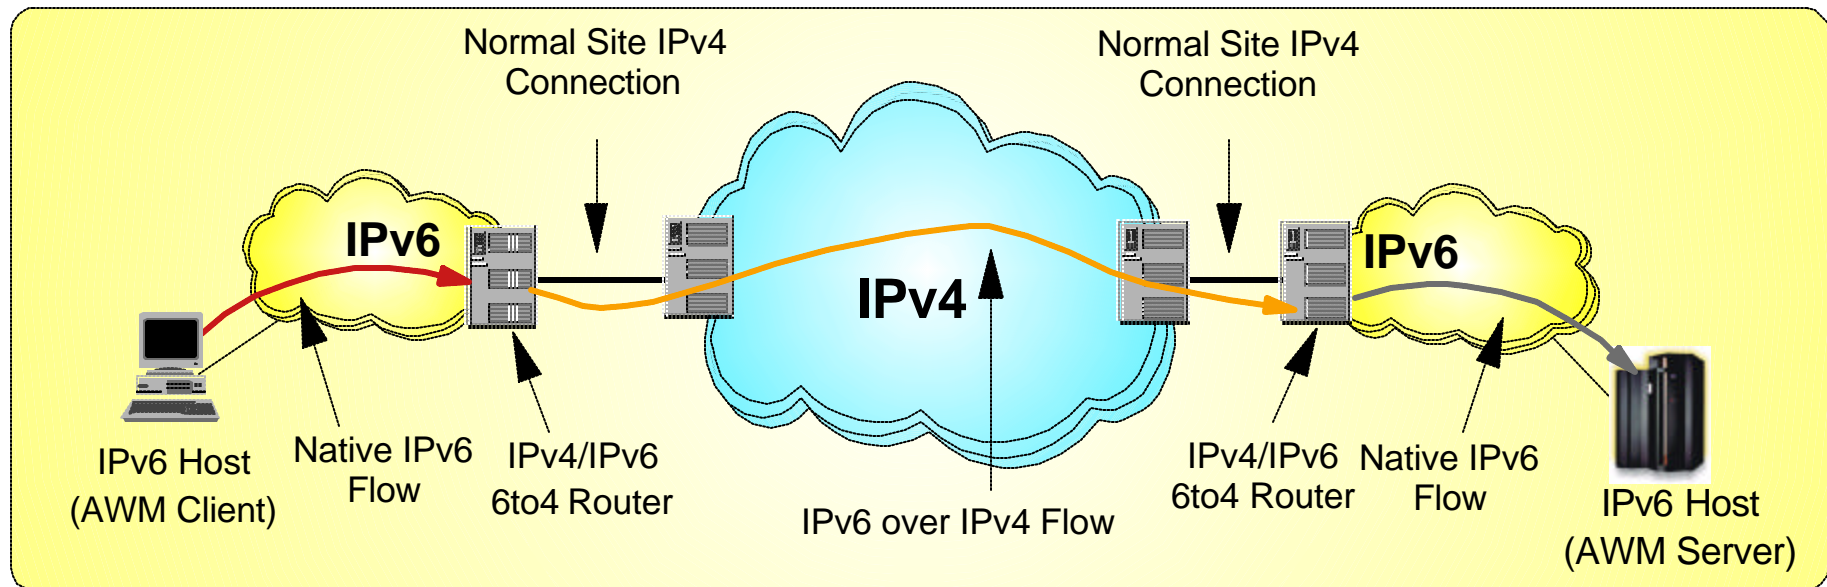 Normal Site IPv4
Connection
Normal Site IPv4
Connection
IPv6
IPv4
IPv6
IPv6 Host
(AWM Client)
Native IPv6
Flow
IPv4/IPv6
6to4 Router
IPv6 over IPv4 Flow
IPv4/IPv6
6to4 Router
Native IPv6
Flow
IPv6 Host
(AWM Server)